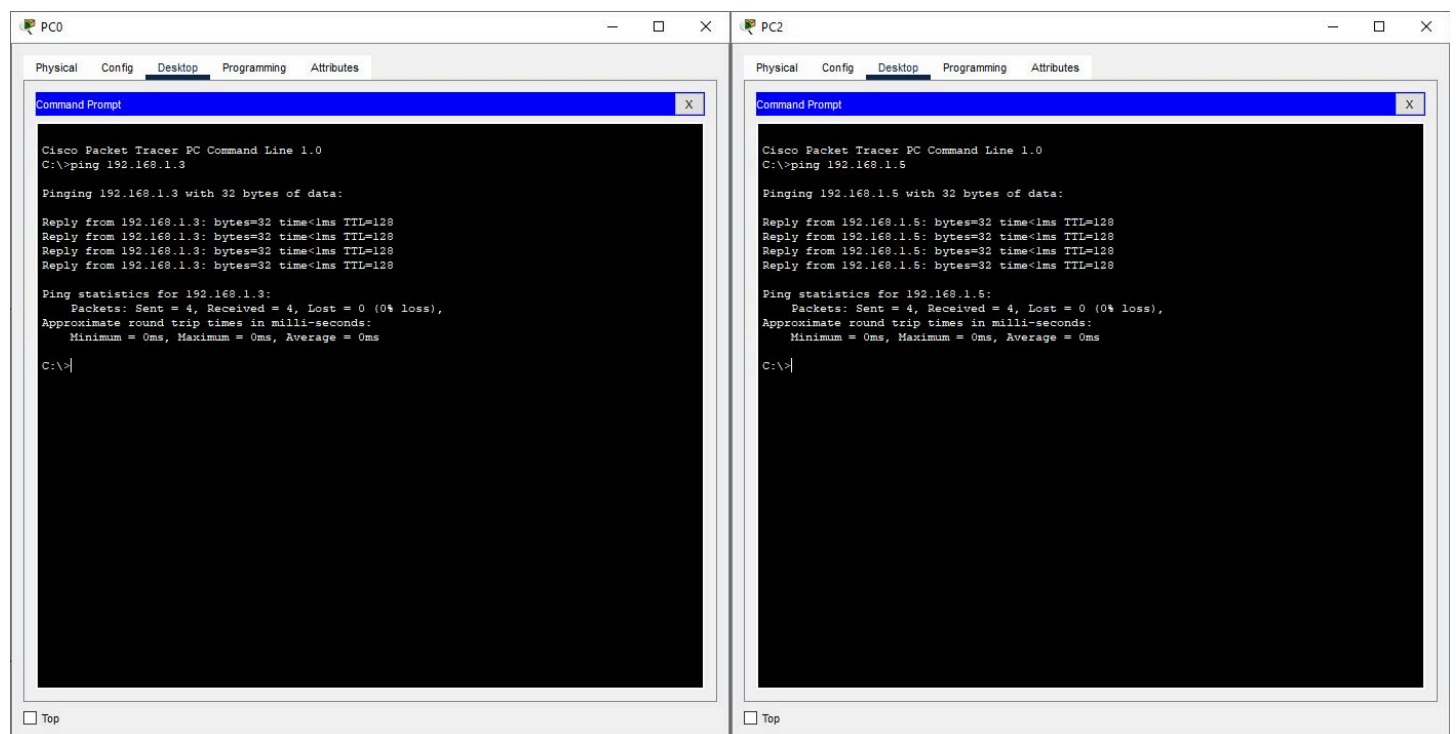 PC0
Physical Config Desktop Programming Attributes
Command Prompt
X
Cisco Packet Tracer PC Command Line 1.0
C:\>ping 192.168.1.3
Pinging 192.168.1.3 with 32 bytes of data:
Reply from 192.168.1.3: bytes=32 time<1ms TTL=128
Reply from 192.168.1.3: bytes=32 time<1ms TTL=128
Reply from 192.168.1.3: bytes=32 time<1ms TTL=128
Reply from 192.168.1.3: bytes=32 time<1ms TTL=128
Ping statistics for 192.168.1.3:
Packets: Sent = 4, Received = 4, Lost = 0 (0% loss),
Approximate round trip times in milli-seconds:
Minimum = 0ms, Maximum = 0ms, Average = 0ms
C:\>
Top
PC2
Physical Config Desktop Programming Attributes
Command Prompt
X
Cisco Packet Tracer PC Command Line 1.0
C:\>ping 192.168.1.5
Pinging 192.168.1.5 with 32 bytes of data:
Reply from 192.168.1.5: bytes=32 time<1ms TTL=128
Reply from 192.168.1.5: bytes=32 time<1ms TTL=128
Reply from 192.168.1.5: bytes=32 time<1ms TTL=128
Reply from 192.168.1.5: bytes=32 time<1ms TTL=128
Ping statistics for 192.168.1.5:
Packets: Sent = 4, Received = 4, Lost = 0 (0% loss),
Approximate round trip times in milli-seconds:
Minimum = 0ms, Maximum = 0ms, Average = 0ms
C:\>
Top